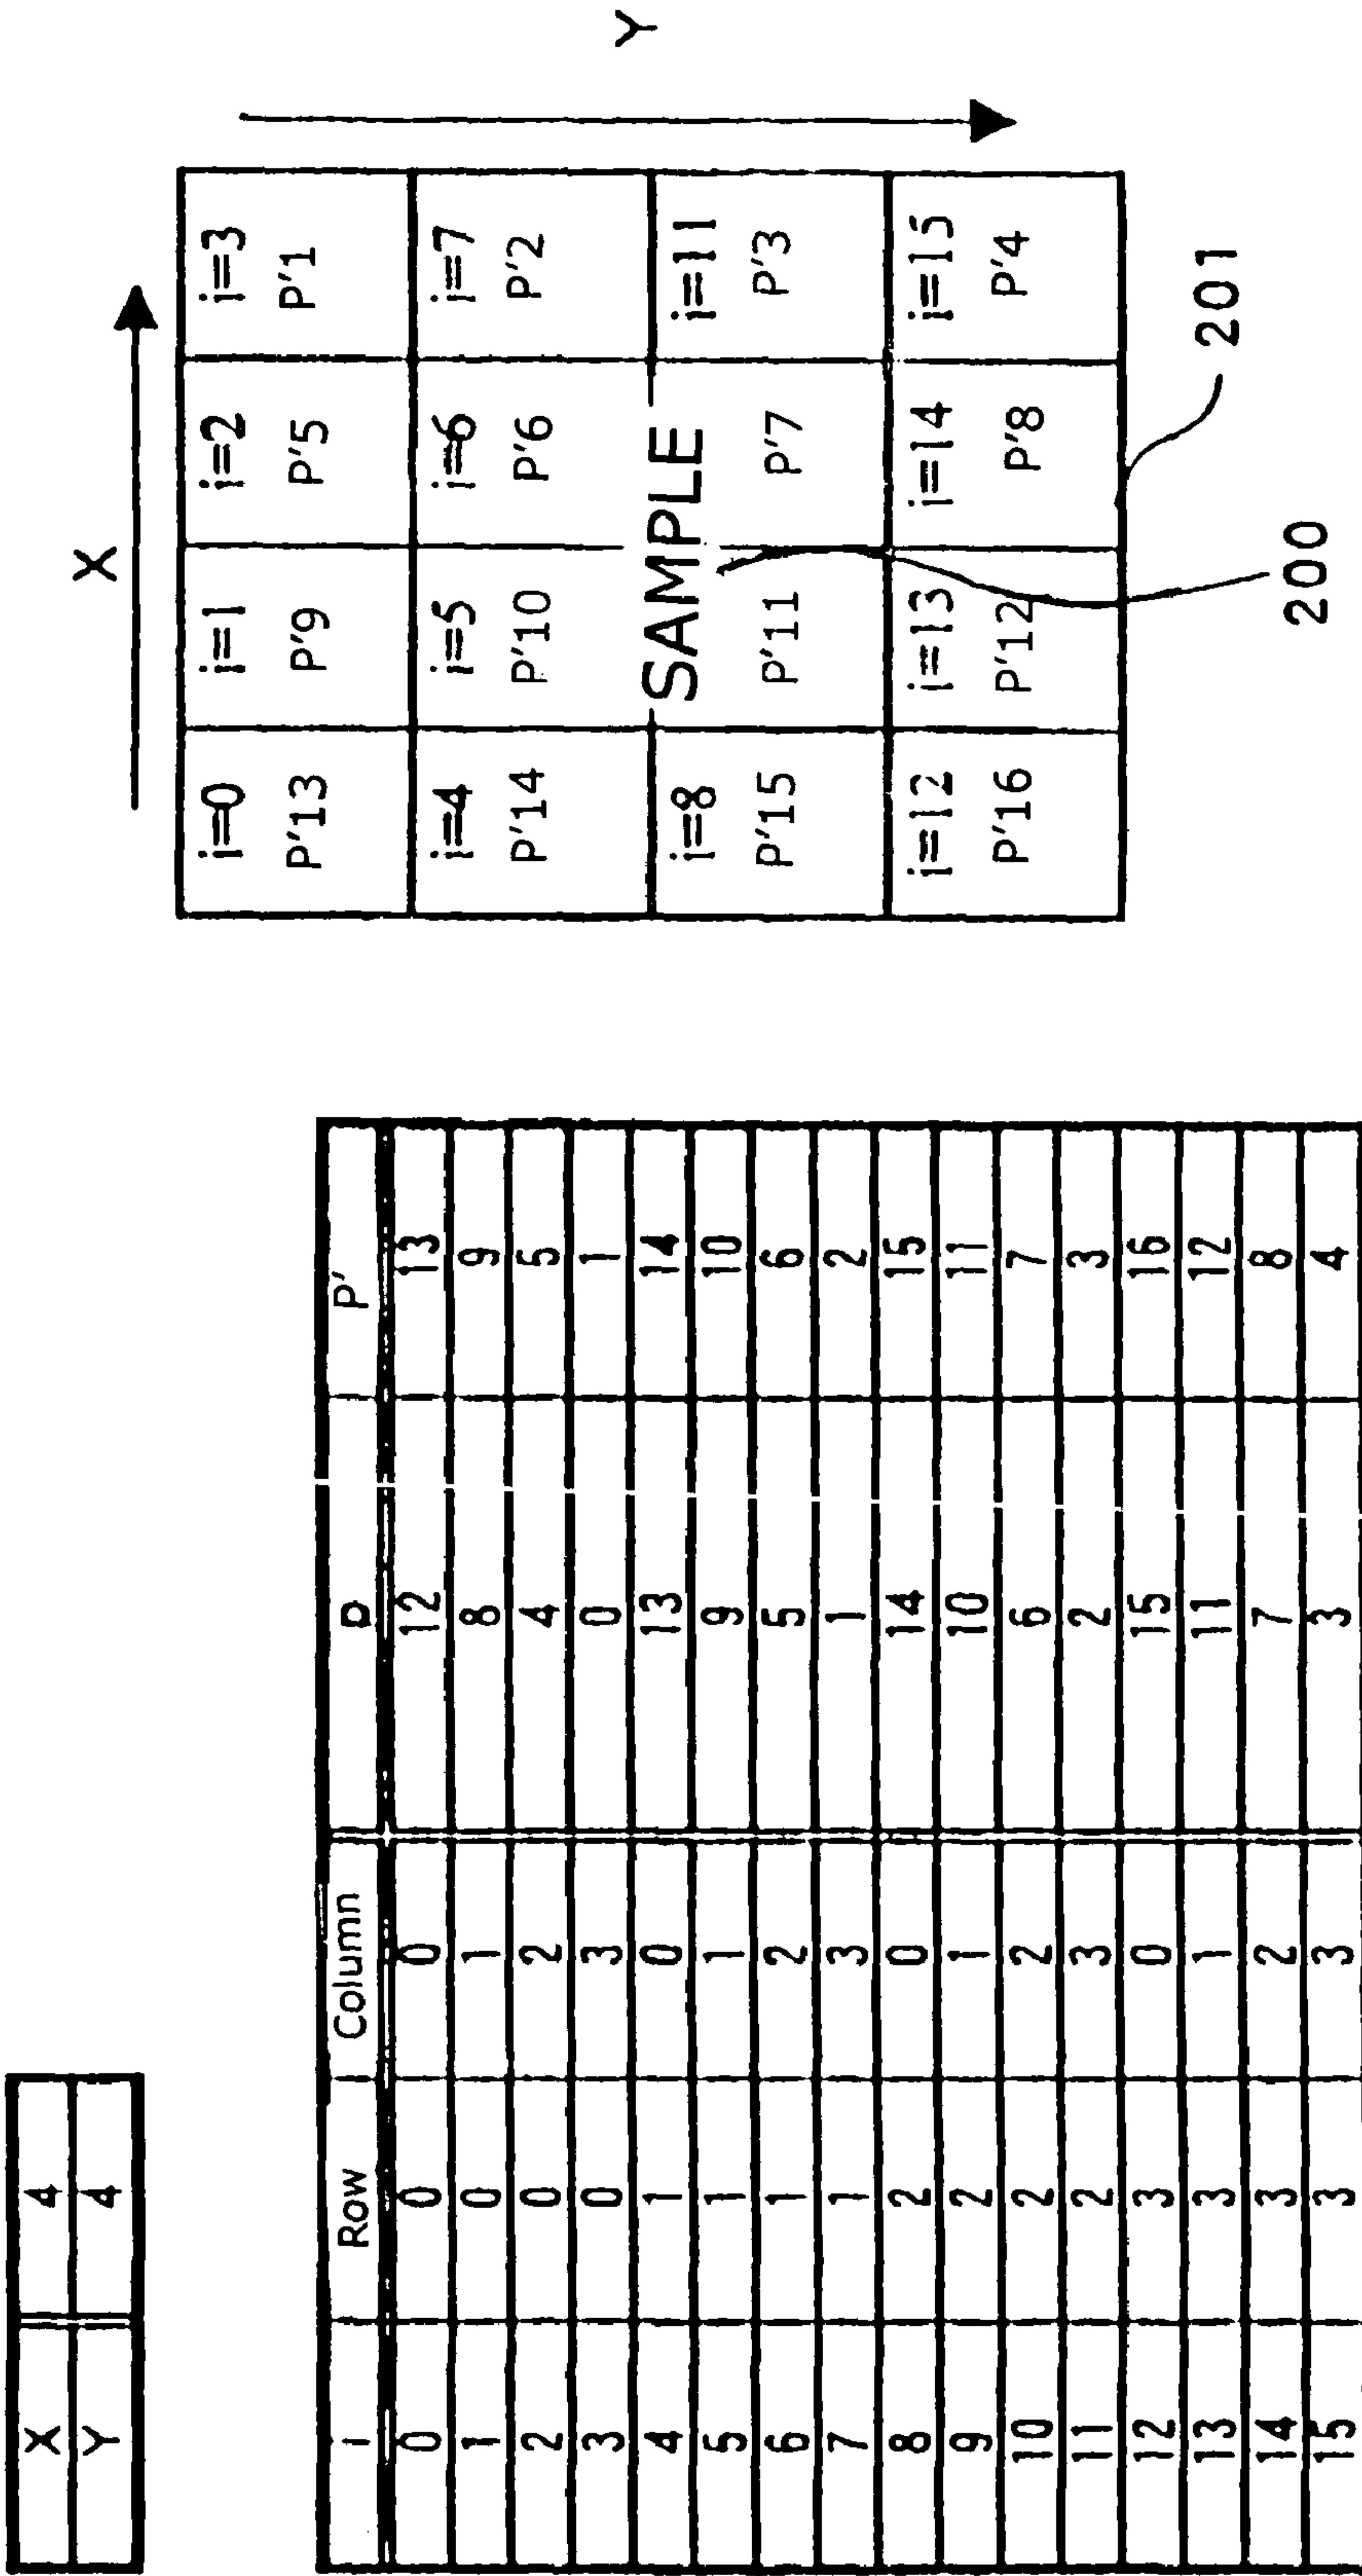 X 4
Y 4
i Row Column p P'
0 0 0 12 13
1 0 1 8 9
2 0 2 4 5
3 0 3 0 1
4 1 0 13 14
5 1 1 9 10
6 1 2 5 6
7 1 3 1 2
8 2 0 14 15
9 2 1 10 11
10 2 2 6 7
11 2 3 2 3
12 3 0 15 16
13 3 1 11 12
14 3 2 7 8
15 3 3 3 4
X
Y
i=0 i=1 i=2 i=3
P'13 P'9 P'5 P'1
i=4 i=5 i=6 i=7
P'14 P'10 P'6 P'2
SAMPLE
i=8 i=11
P'15 P'11 P'7 P'3
i=12 i=13 i=14 i=15
P'16 P'12 P'8 P'4
200
201